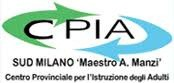 CPIA
SUD MILANO 'Maestro A. Manzi'
Centro Provinciale per l'Istruzione degli Adulti